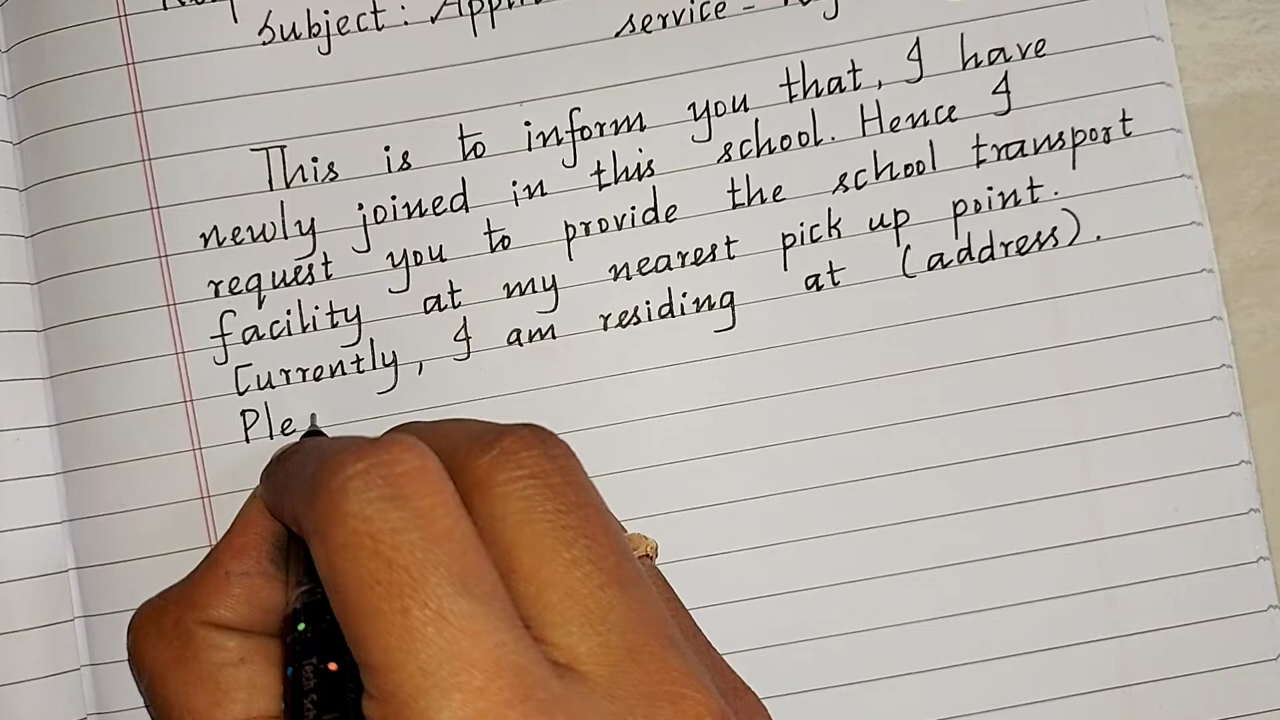 Subject:
service -
This is to inform you that, I have
newly joined in this school. Hence I
request you to provide the school transport
facility at my nearest pick up point.
Currently, I am residing at (address).
Ple